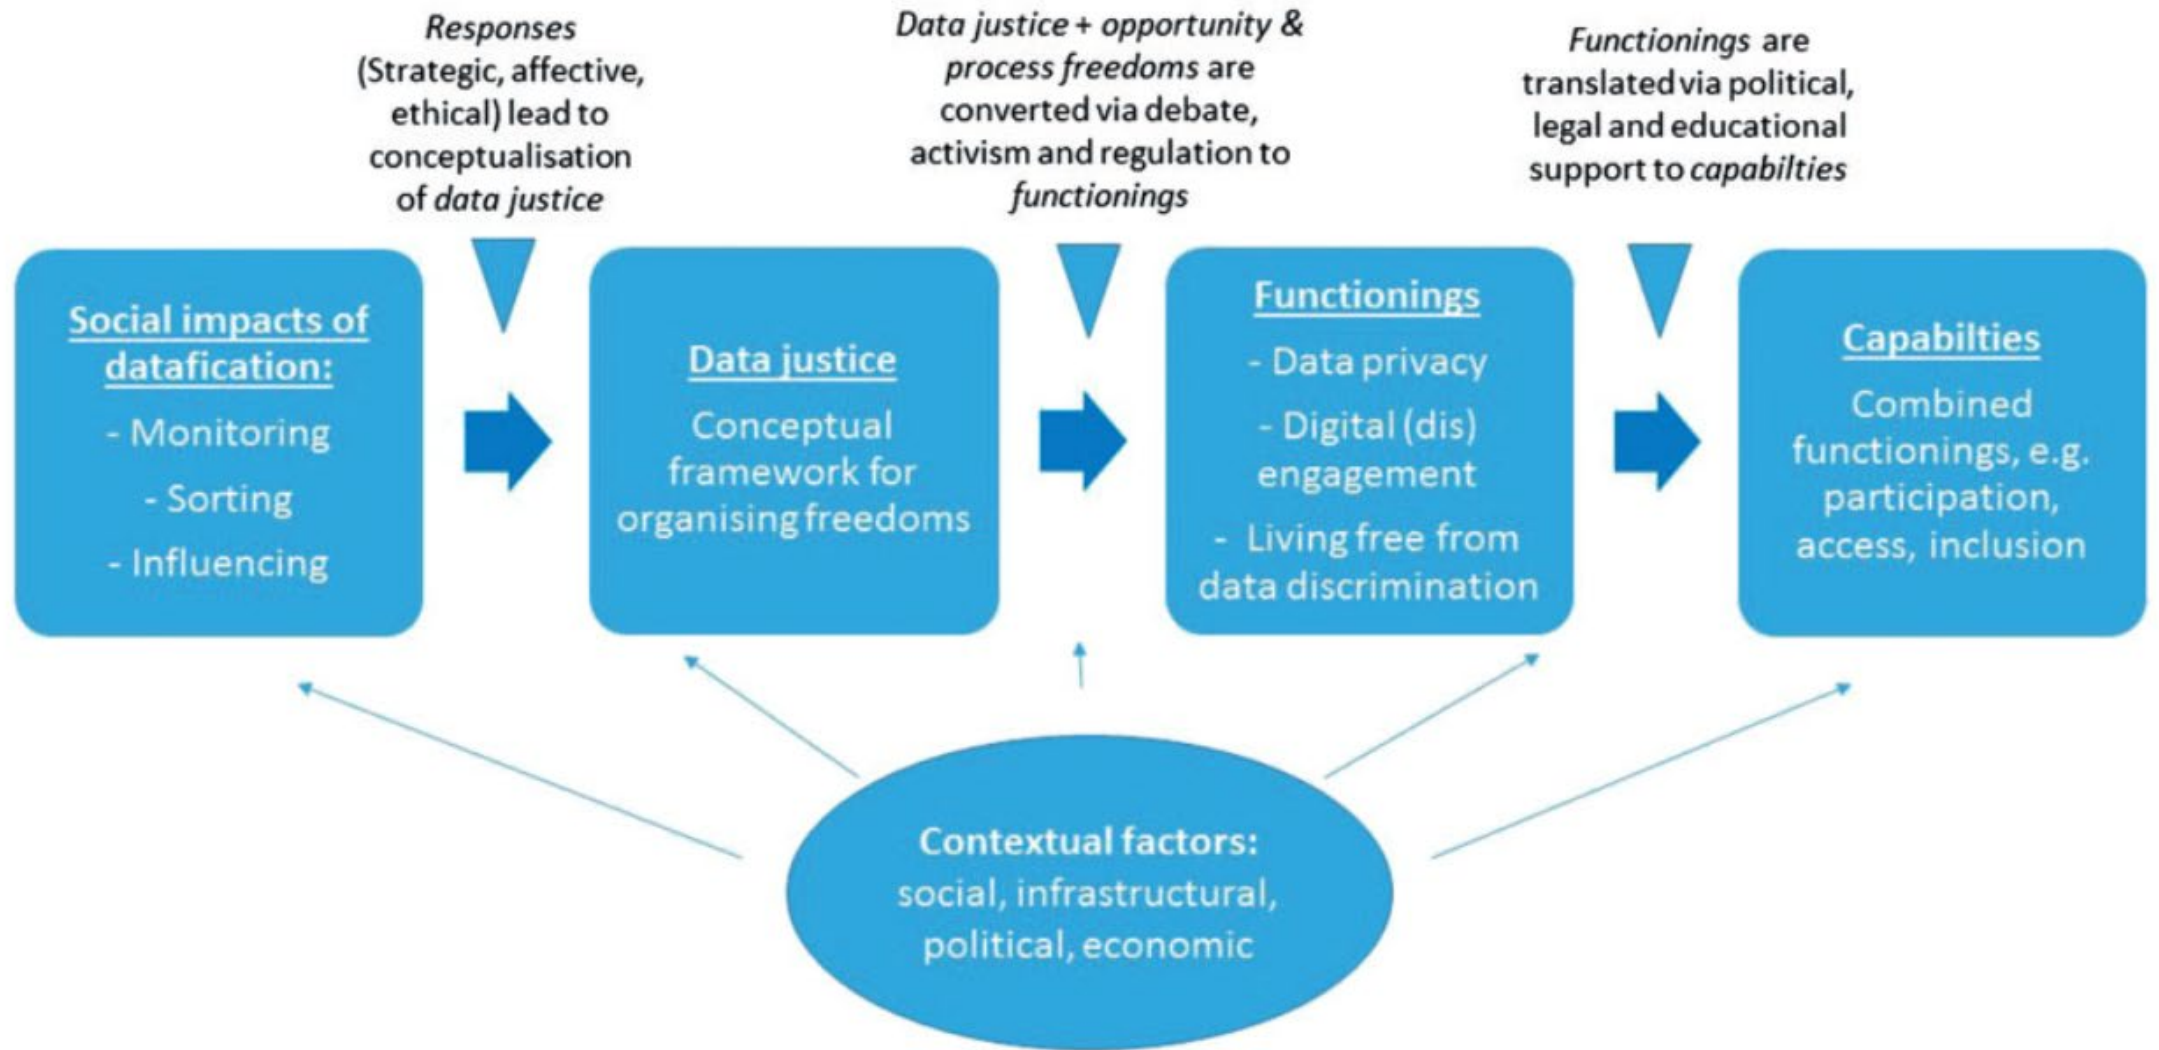 Responses
(Strategic, affective,
ethical) lead to
conceptualisation
of data justice
Data justice + opportunity &
process freedoms are
converted via debate,
activism and regulation to
functionings
Functionings are
translated via political,
legal and educational
support to capabilties
Social impacts of
datafication:
- Monitoring
- Sorting
- Influencing
Data justice
Conceptual
framework for
organising freedoms
Functionings
- Data privacy
- Digital (dis)
engagement
- Living free from
data discrimination
Capabilties
Combined
functionings, e.g.
participation,
access, inclusion
Contextual factors:
social, infrastructural,
political, economic